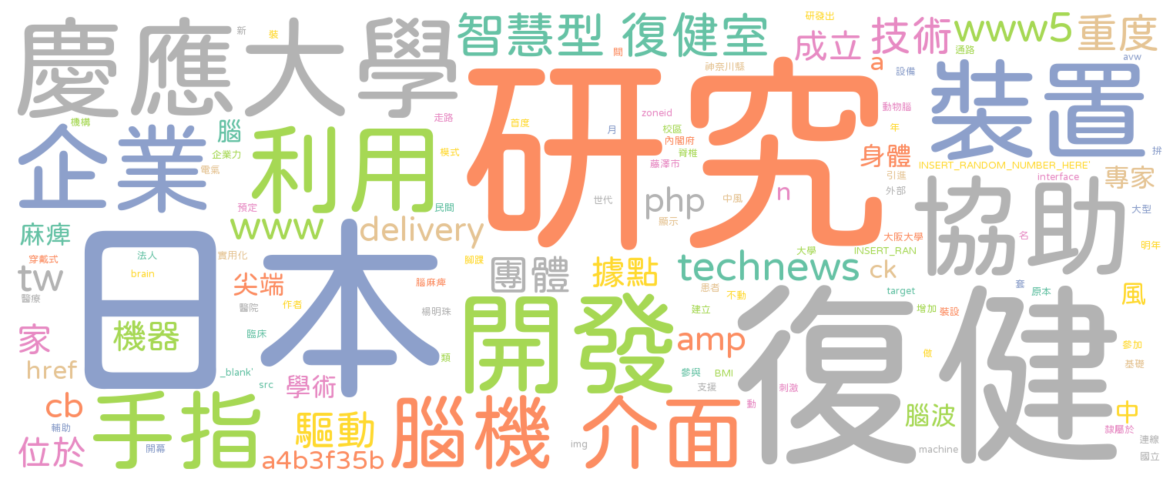 慶應大學
新
裝
智慧型
復健室
研發出
成立
技術
www5
重度
開
神奈川縣
a
設備
通路
avw
研究
裝置
機構
企業
腦
企業力
電氣
利用
走路
模式
首度
月
zoneid
校區
內閣府
脊椎
藤澤市
動物腦
年
身體
引進
外部
INSERT_RANDOM_NUMBER_HERE'
interface
拚
專家
大型
預定
民間
世代
php
顯示
中風
n
協助
麻痺
www
delivery
穿戴式
法人
實用化
tw
醫療
brain
日本
尖端
醫院
作者
腦麻痺
團體
據點
technews
大學
大阪大學
INSERT_RAN
名
明年
ck
患者
不動
target
套
原本
風
家
機器
臨床
楊明珠
開發
建立
amp
增加
裝設
復健
參加
基礎
href
_blank'
src
學術
類
參與
BMI
支援
刺激
cb
輔助
位於
手指
開幕
驅動
a4b3f35b
腦機
介面
img
動
腦波
machine
中
隸屬於
連線
國立